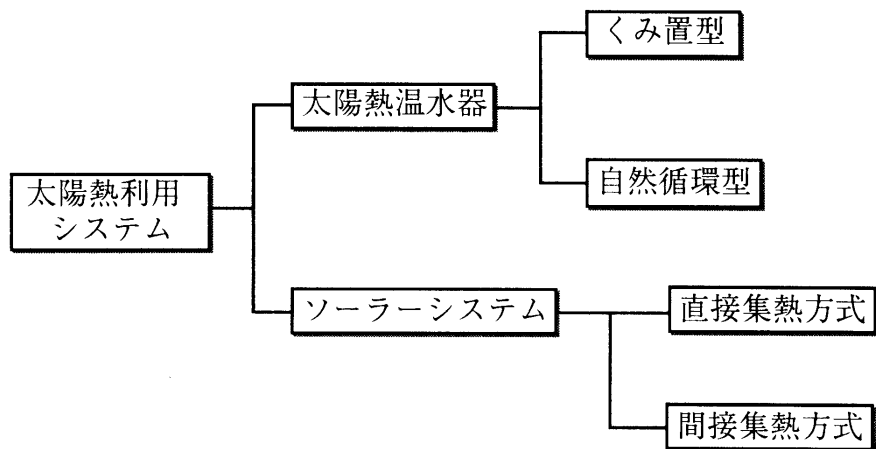 くみ置型
太陽熱温水器
自然循環型
太陽熱利用
システム
ソーラーシステム
直接集熱方式
間接集熱方式